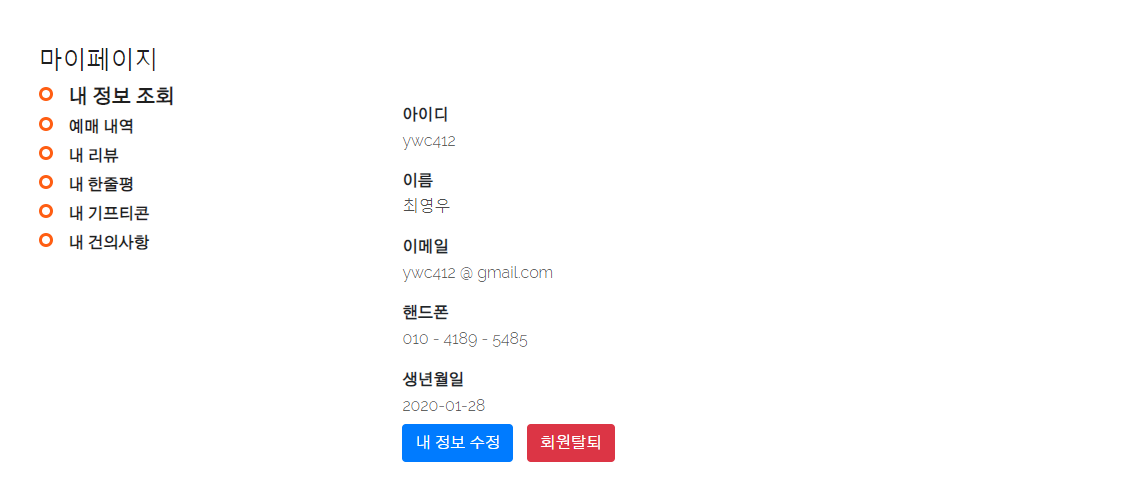 마이페이지
내 정보 조회
예매 내역
내 리뷰
내 한줄평
내 기프티콘
내 건의사항
아이디
ywc412
이름
최영우
이메일
ywc412 @ gmail.com
핸드폰
010 - 4189 - 5485
생년월일
2020-01-28
내 정보 수정 회원탈퇴